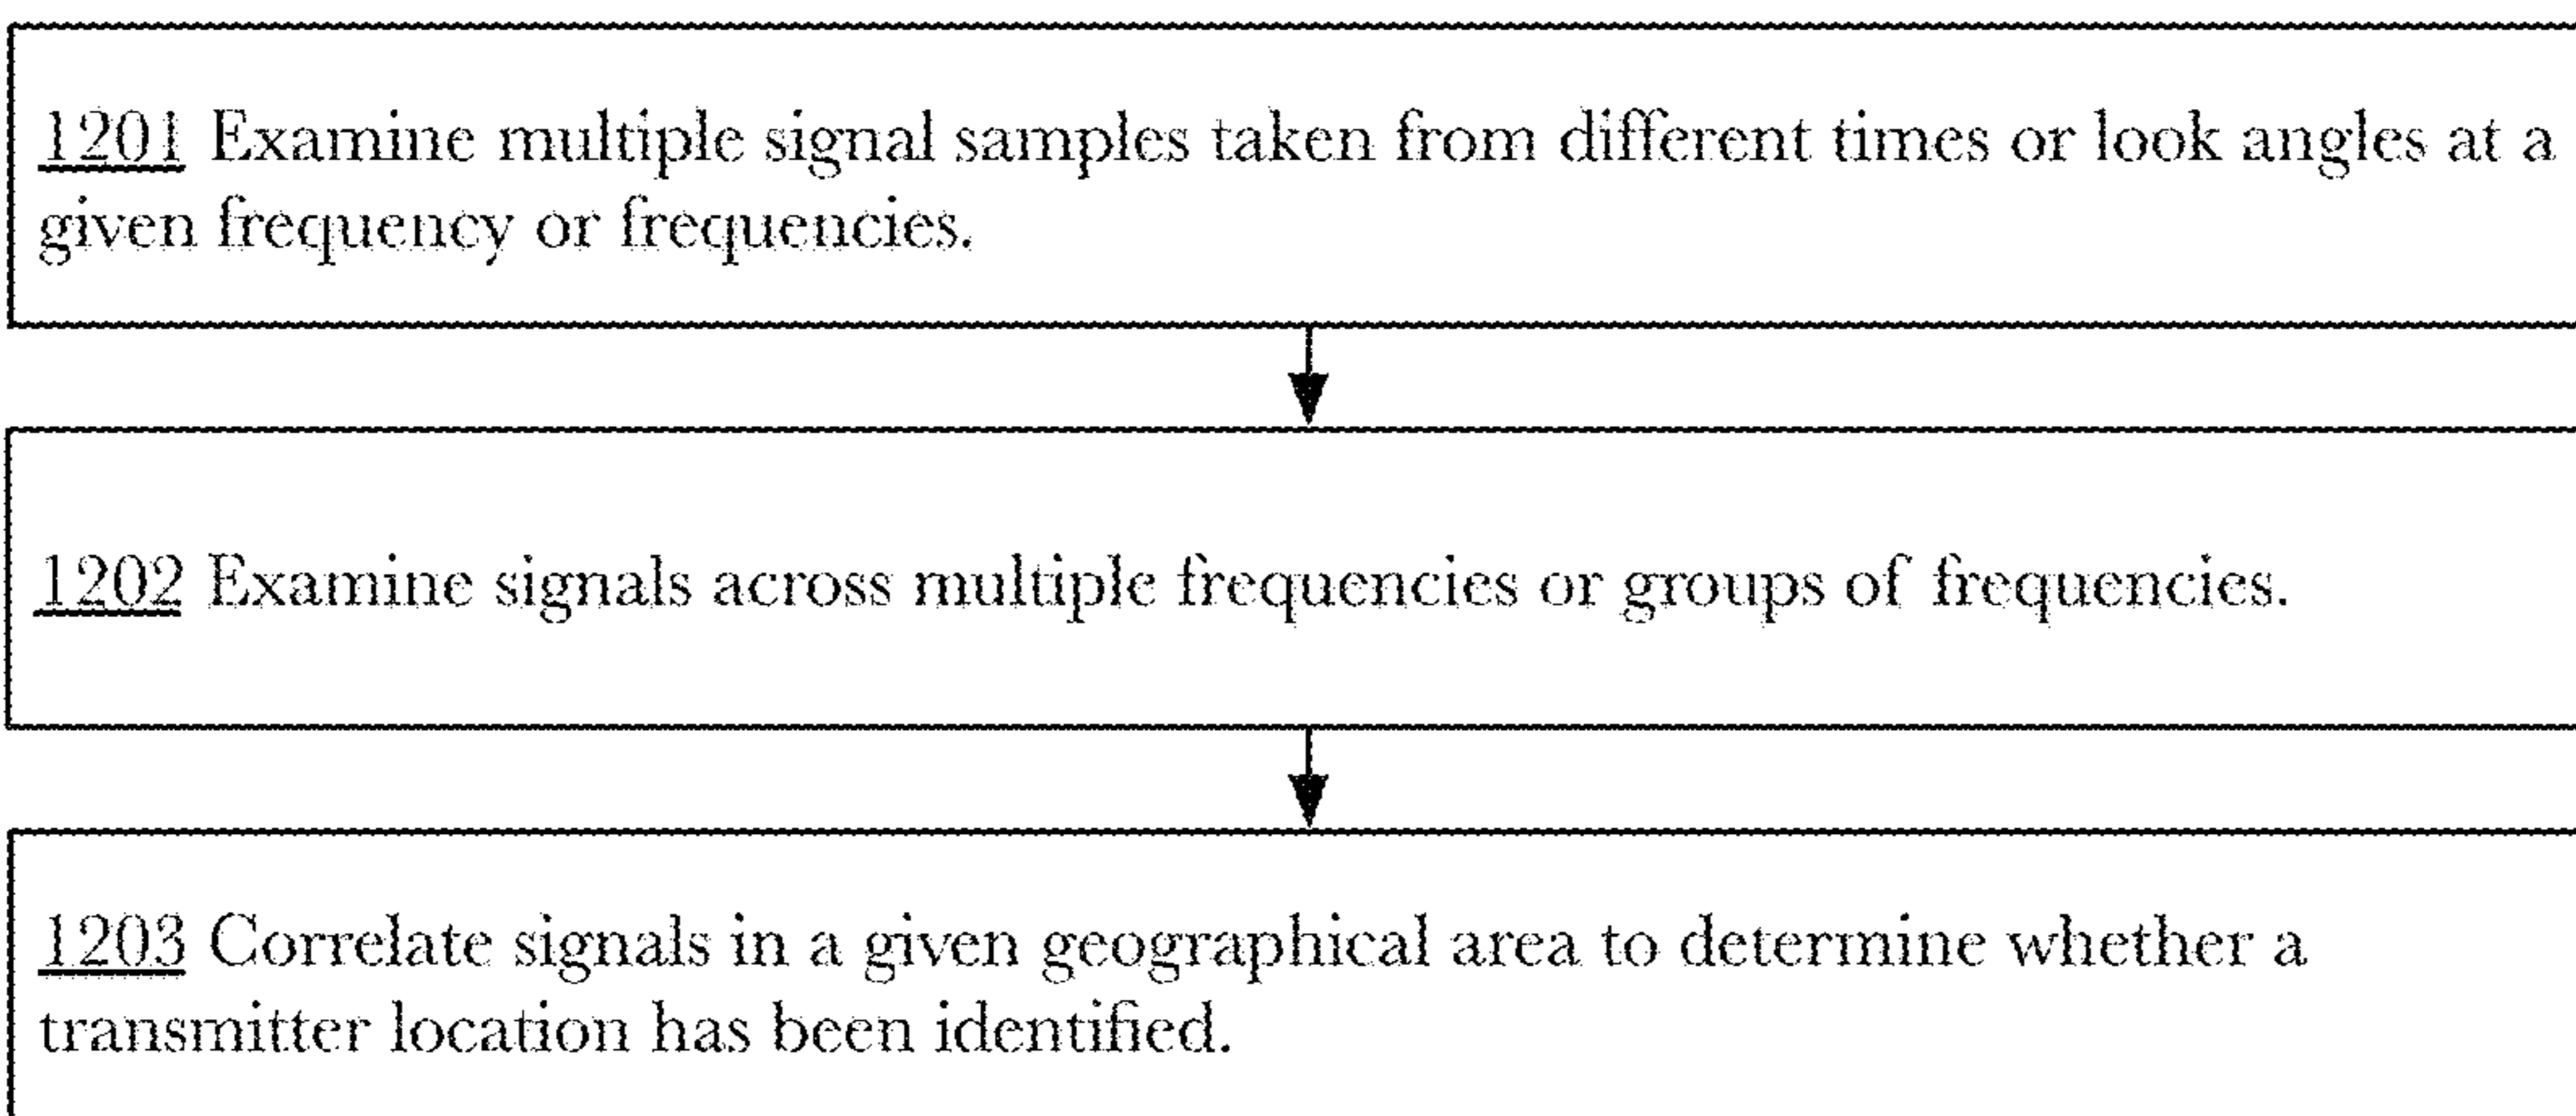 1201 Examine multiple signal samples taken from different times or look angles at a
given frequency or frequencies.
1202 Examine signals across multiple frequencies or groups of frequencies.
1203 Correlate signals in a given geographical area to determine whether a
transmitter location has been identified.